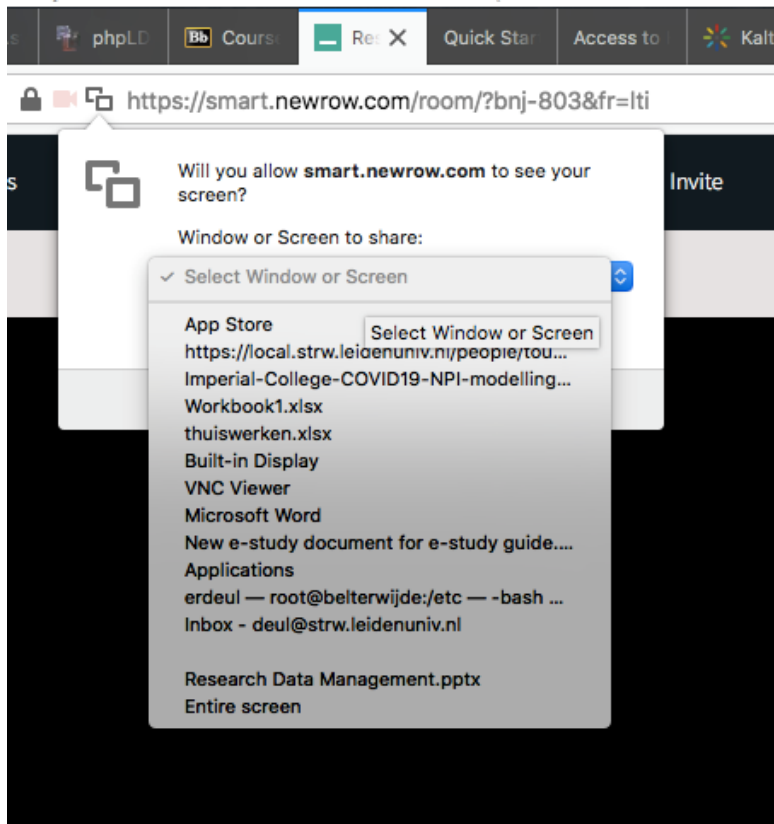 .s phpLD Bb Cours Re: Quick Star Access to Kalt
https://smart.newrow.com/room/?bnj-803&fr=lti
s
Invite
Will you allow smart.newrow.com to see your
screen?
Window or Screen to share:
Select Window or Screen
App Store
Select Window or Screen
https://local.strw.leidenuniv.nl/people/tou...
Imperial-College-COVID19-NPI-modelling...
Workbook1.xlsx
thuiswerken.xlsx
Built-in Display
VNC Viewer
Microsoft Word
New e-study document for e-study guide....
Applications
erdeul — root@belterwijde:/etc — -bash ...
Inbox - deul@strw.leidenuniv.nl
Research Data Management.pptx
Entire screen